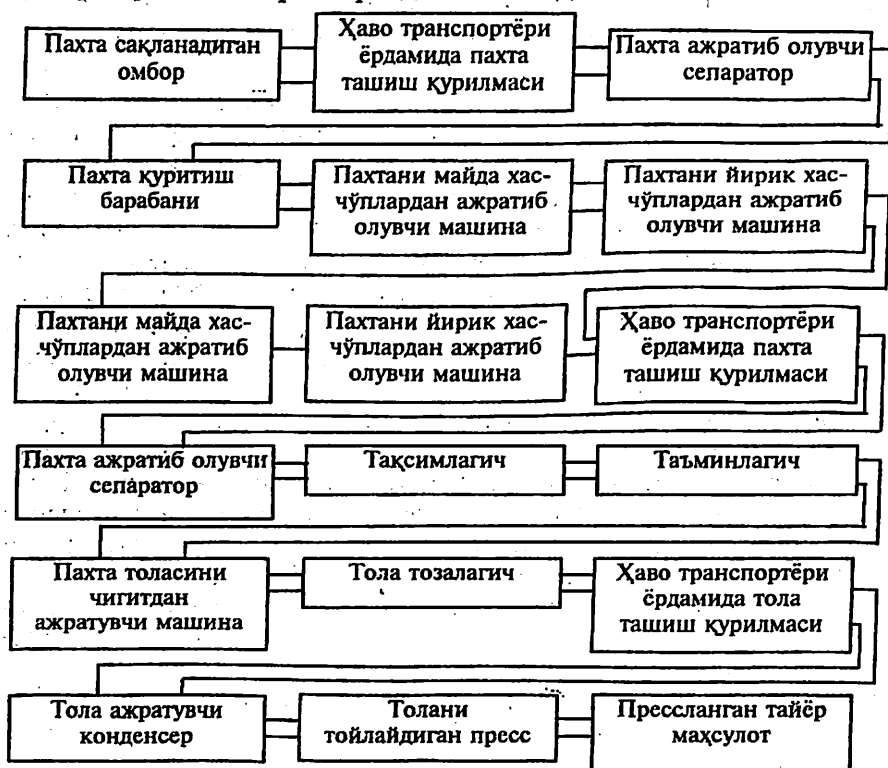 Пахта сақланадиган
омбор
Ҳаво транспортёри
ёрдамида пахта
ташиш қурилмаси
Пахта ажратиб олувчи
сепаратор
Пахта қуритиш
барабани
Пахтани майда хас-
чўплардан ажратиб
олувчи машина
Пахтани йирик хас-
чўплардан ажратиб
олувчи машина
Пахтани майда хас-
чўплардан ажратиб
олувчи машина
Пахтани йирик хас-
чўплардан ажратиб
олувчи машина
Ҳаво транспортёри
ёрдамида пахта
ташиш қурилмаси
Пахта ажратиб олувчи
сепаратор
Тақсимлагич
Таъминлагич
Пахта толасини
чигитдан
ажратувчи машина
Тола тозалагич
Ҳаво транспортёри
ёрдамида тола
ташиш қурилмаси
Тола ажратувчи
конденсер
Толани
тойлайдиган пресс
Прессланган тайёр
маҳсулот